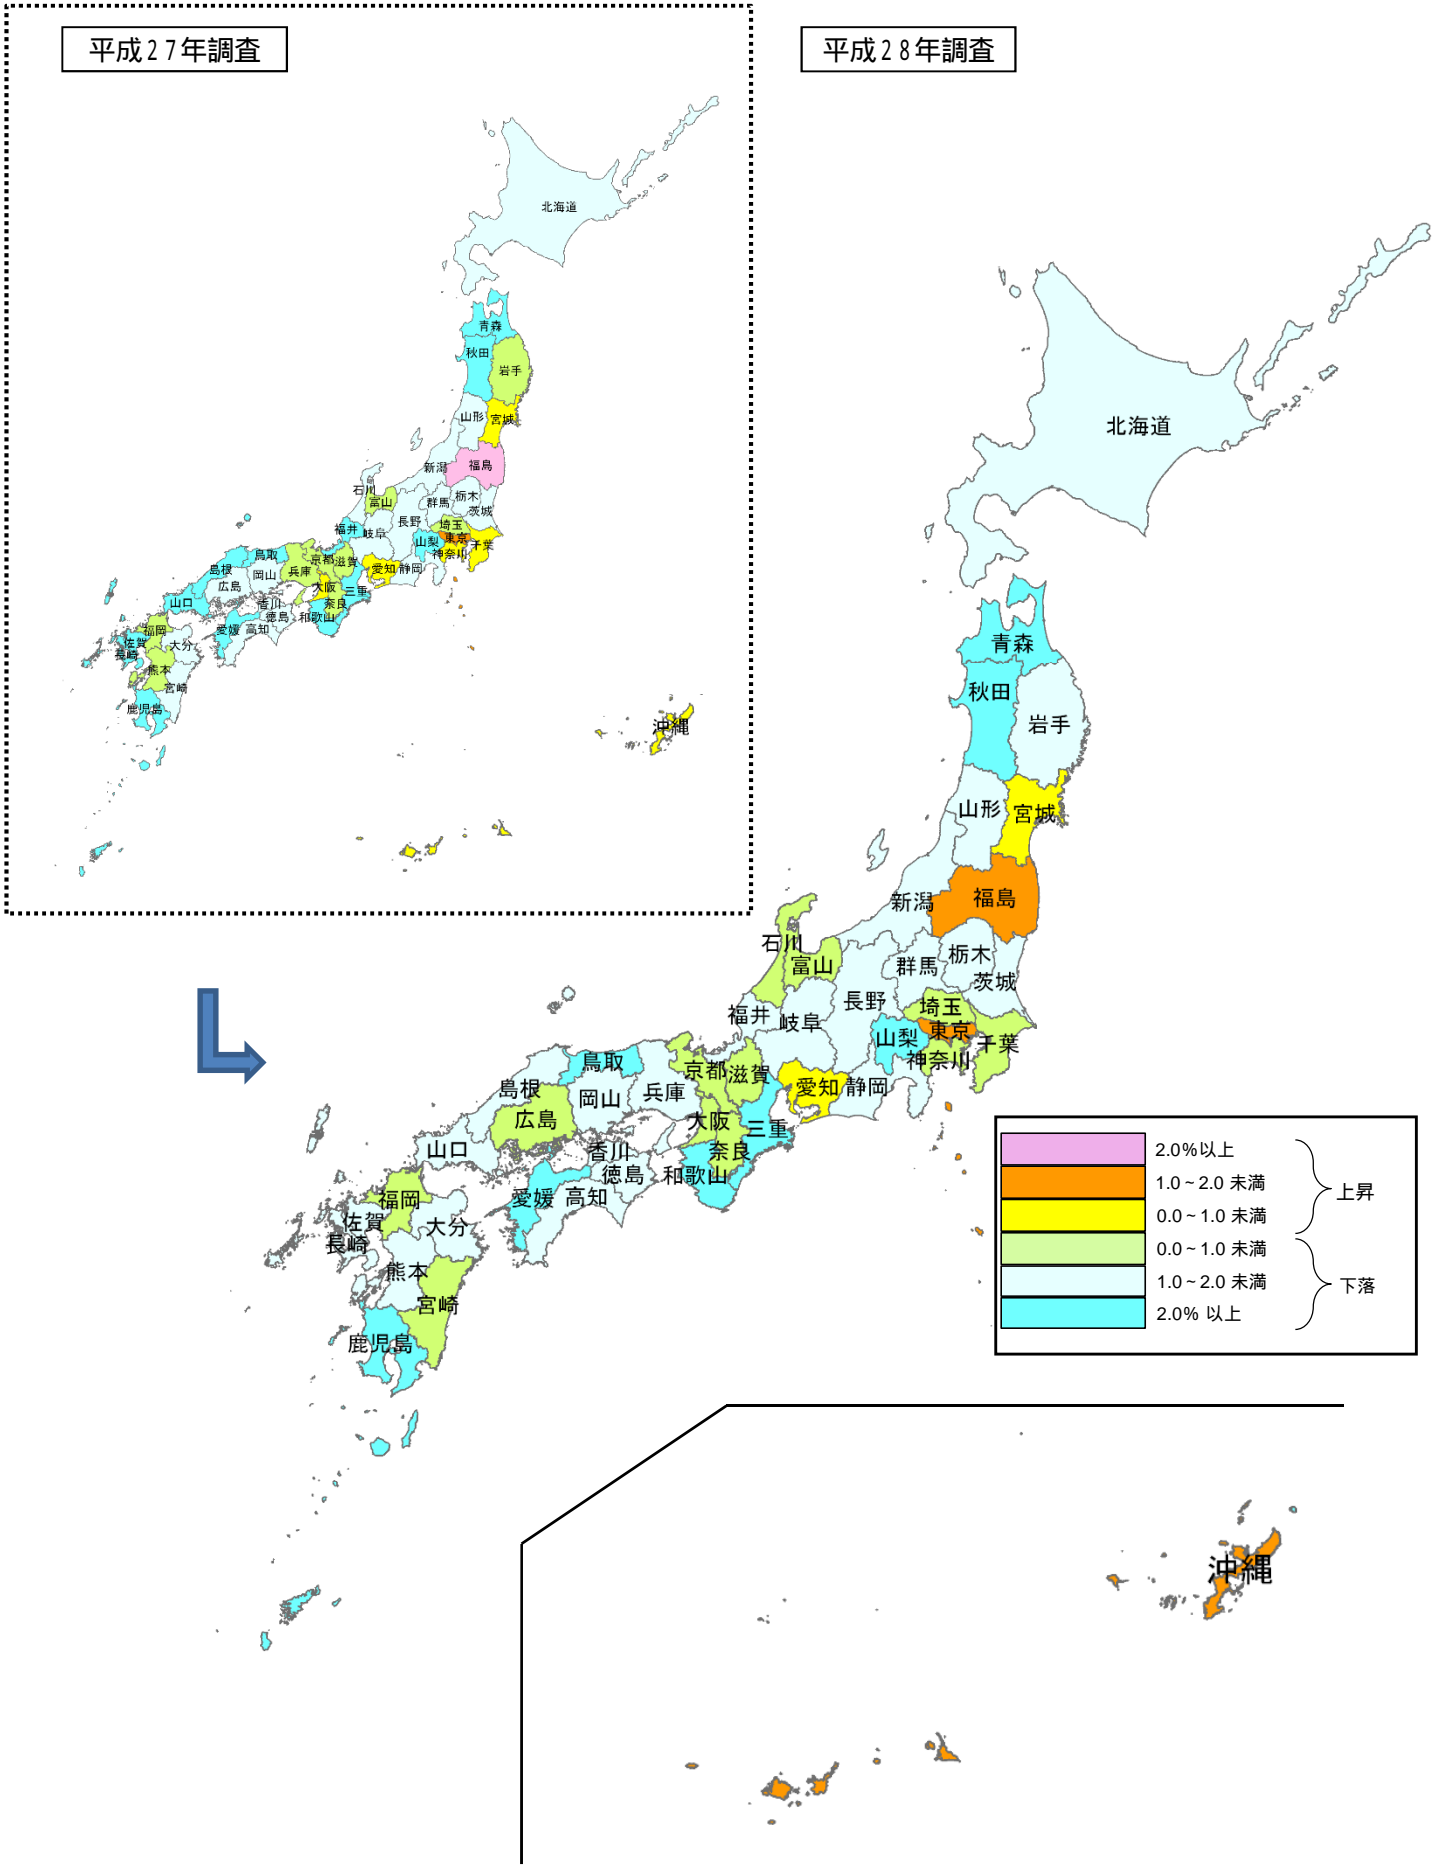 平成27年調査
北海道
青森
秋田
岩手
山形
宮城
新潟
福島
石川
富山
群馬
栃木
茨城
長野
埼玉
福井
岐阜
山梨
東京
千葉
神奈川
鳥取
京都
滋賀
島根
岡山
兵庫
愛知
静岡
広島
大阪
三重
山口
香川
奈良
徳島
和歌山
愛媛
高知
福岡
佐賀
大分
長崎
熊本
宮崎
鹿児島
沖縄
平成28年調査
北海道
青森
秋田
岩手
山形
宮城
新潟
福島
石川
富山
群馬
栃木
茨城
長野
埼玉
福井
岐阜
山梨
東京
千葉
神奈川
鳥取
京都
滋賀
島根
岡山
兵庫
愛知
静岡
広島
大阪
三重
山口
香川
奈良
徳島
和歌山
愛媛
高知
福岡
佐賀
大分
長崎
熊本
宮崎
鹿児島
2.0%以上
1.0~2.0 未満
0.0~1.0 未満
上昇
0.0~1.0 未満
1.0~2.0 未満
2.0% 以上
下落
沖縄